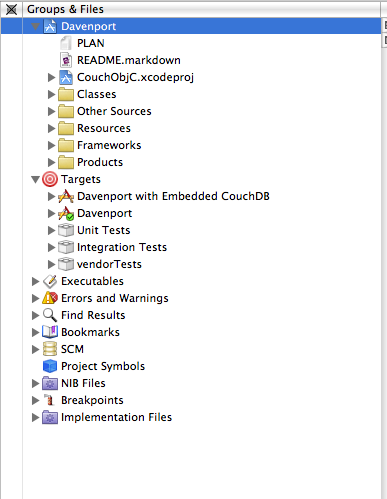 Groups & Files
Davenport
PLAN
README.markdown
CouchObjC.xcodeproj
Classes
Other Sources
Resources
Frameworks
Products
Targets
Davenport with Embedded CouchDB
Davenport
Unit Tests
Integration Tests
vendorTests
Executables
Errors and Warnings
Find Results
Bookmarks
SCM
Project Symbols
NIB Files
Breakpoints
Implementation Files